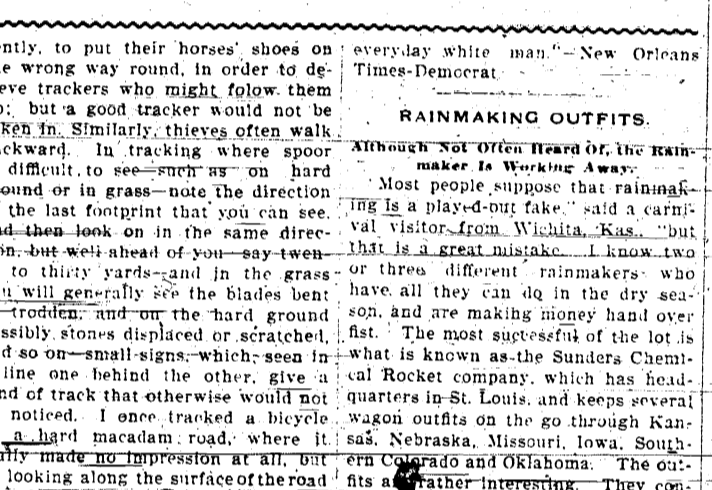 ently, to put their horses' shoes on
e wrong way round, in order to de-
eve trackers who might folow them
; but a good tracker would not be
ken in. Similarly, thieves often walk
ckward. In tracking where spoor
difficult, to see—such as on hard
ound or in grass—note the direction
the last footprint that you can see,
d then look on in the same direc-
on, but well ahead of you—say twen-
to thirty yards—and in the grass
u will generally see the blades bent
trodden, and on the hard ground
ssibly stones displaced or scratched,
d so on—small signs, which, seen in
line one behind the other, give a
nd of track that otherwise would not
noticed. I once tracked a bicycle
a hard macadam road, where it
ally made no impression at all, but
looking along the surface of the road
everyday white man."—New Orleans
Times-Democrat
RAINMAKING OUTFITS.
Although Not Often Heard Of, the Rain-
maker Is Working Away.
Most people suppose that rainmak-
ing is a played-out fake," said a carni-
val visitor from Wichita, Kas., "but
that is a great mistake. I know two
or three different rainmakers who
have all they can do in the dry sea-
son, and are making money hand over
fist. The most successful of the lot is
what is known as the Sunders Chemi-
cal Rocket company, which has head-
quarters in St. Louis, and keeps several
wagon outfits on the go through Kan-
sas, Nebraska, Missouri, Iowa, South-
ern Colorado and Oklahoma. The out-
fits are rather interesting. They con-